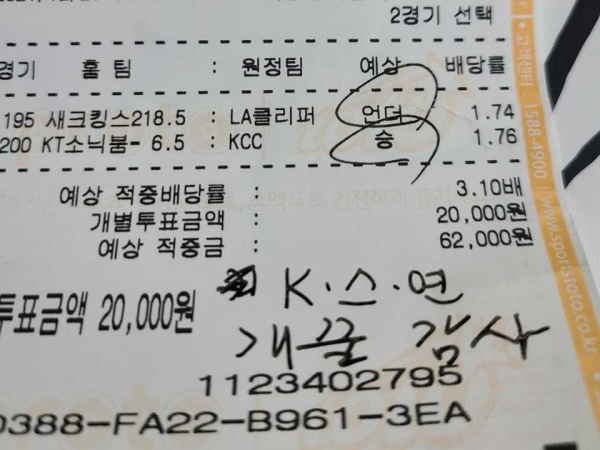 2경기 선택
경기 홈 팀 : 원정팀 예상 배당률
195 새크킹스218.5 : LA클리퍼 언더 1.74
200 KT소닉붐- 6.5 : KCC 승 1.76
예상 적중배당률 : 3.10배
개별투표금액 : 20,000원
예상 적중금 : 62,000원
투표금액 20,000원
K·스·연
개꿀 감사
1123402795
0388-FA22-B961-3EA
고객센터 : 1588-4900 | www.sportstoto.co.kr